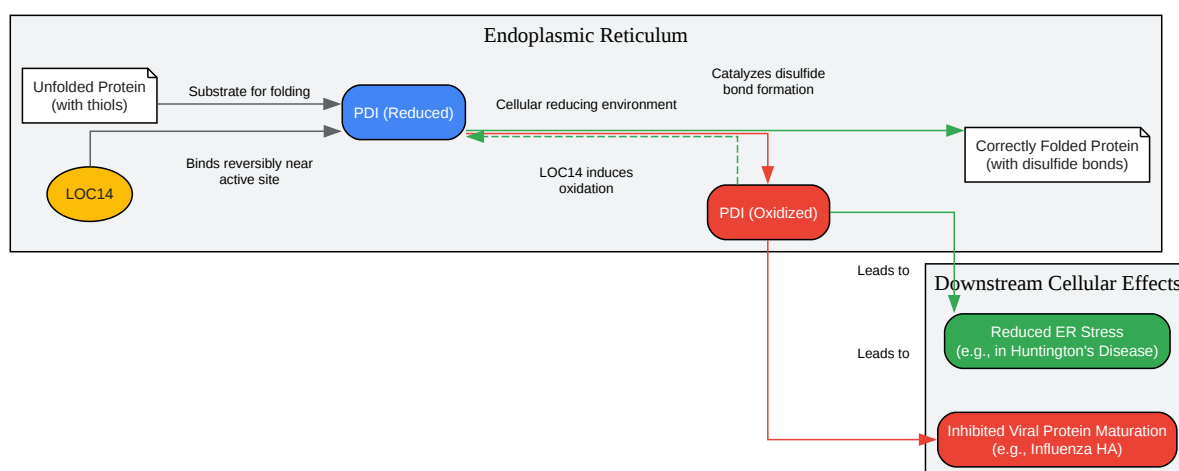 Endoplasmic Reticulum
Unfolded Protein
(with thiols)
Substrate for folding
PDI (Reduced)
Cellular reducing environment
Catalyzes disulfide
bond formation
Correctly Folded Protein
(with disulfide bonds)
Binds reversibly near
active site
LOC14
LOC14 induces
oxidation
PDI (Oxidized)
Leads to
Downstream Cellular Effects
Reduced ER Stress
(e.g., in Huntington's Disease)
Leads to
Inhibited Viral Protein Maturation
(e.g., Influenza HA)